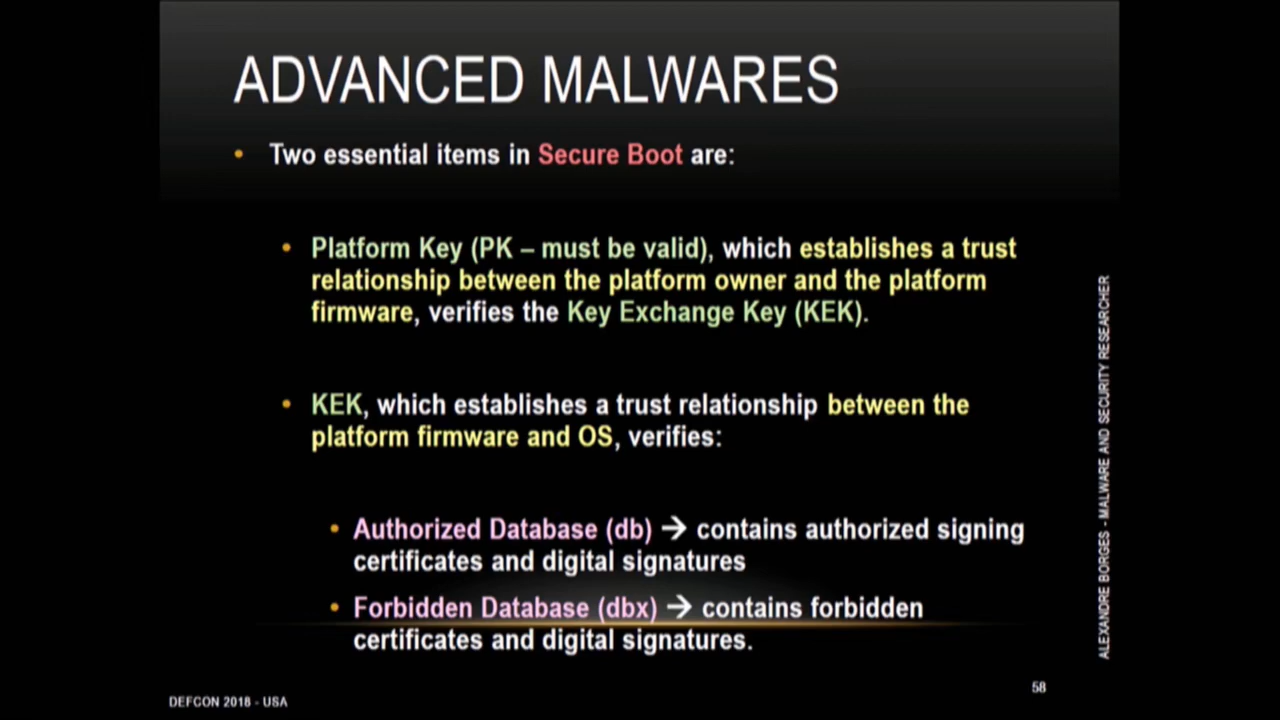 ADVANCED MALWARES
• Two essential items in Secure Boot are:
• Platform Key (PK – must be valid), which establishes a trust
relationship between the platform owner and the platform
firmware, verifies the Key Exchange Key (KEK).
• KEK, which establishes a trust relationship between the
platform firmware and OS, verifies:
• Authorized Database (db) → contains authorized signing
certificates and digital signatures
• Forbidden Database (dbx) → contains forbidden
certificates and digital signatures.
ALEXANDRE BORGES - MALWARE AND SECURITY RESEARCHER
DEFCON 2018 - USA
58